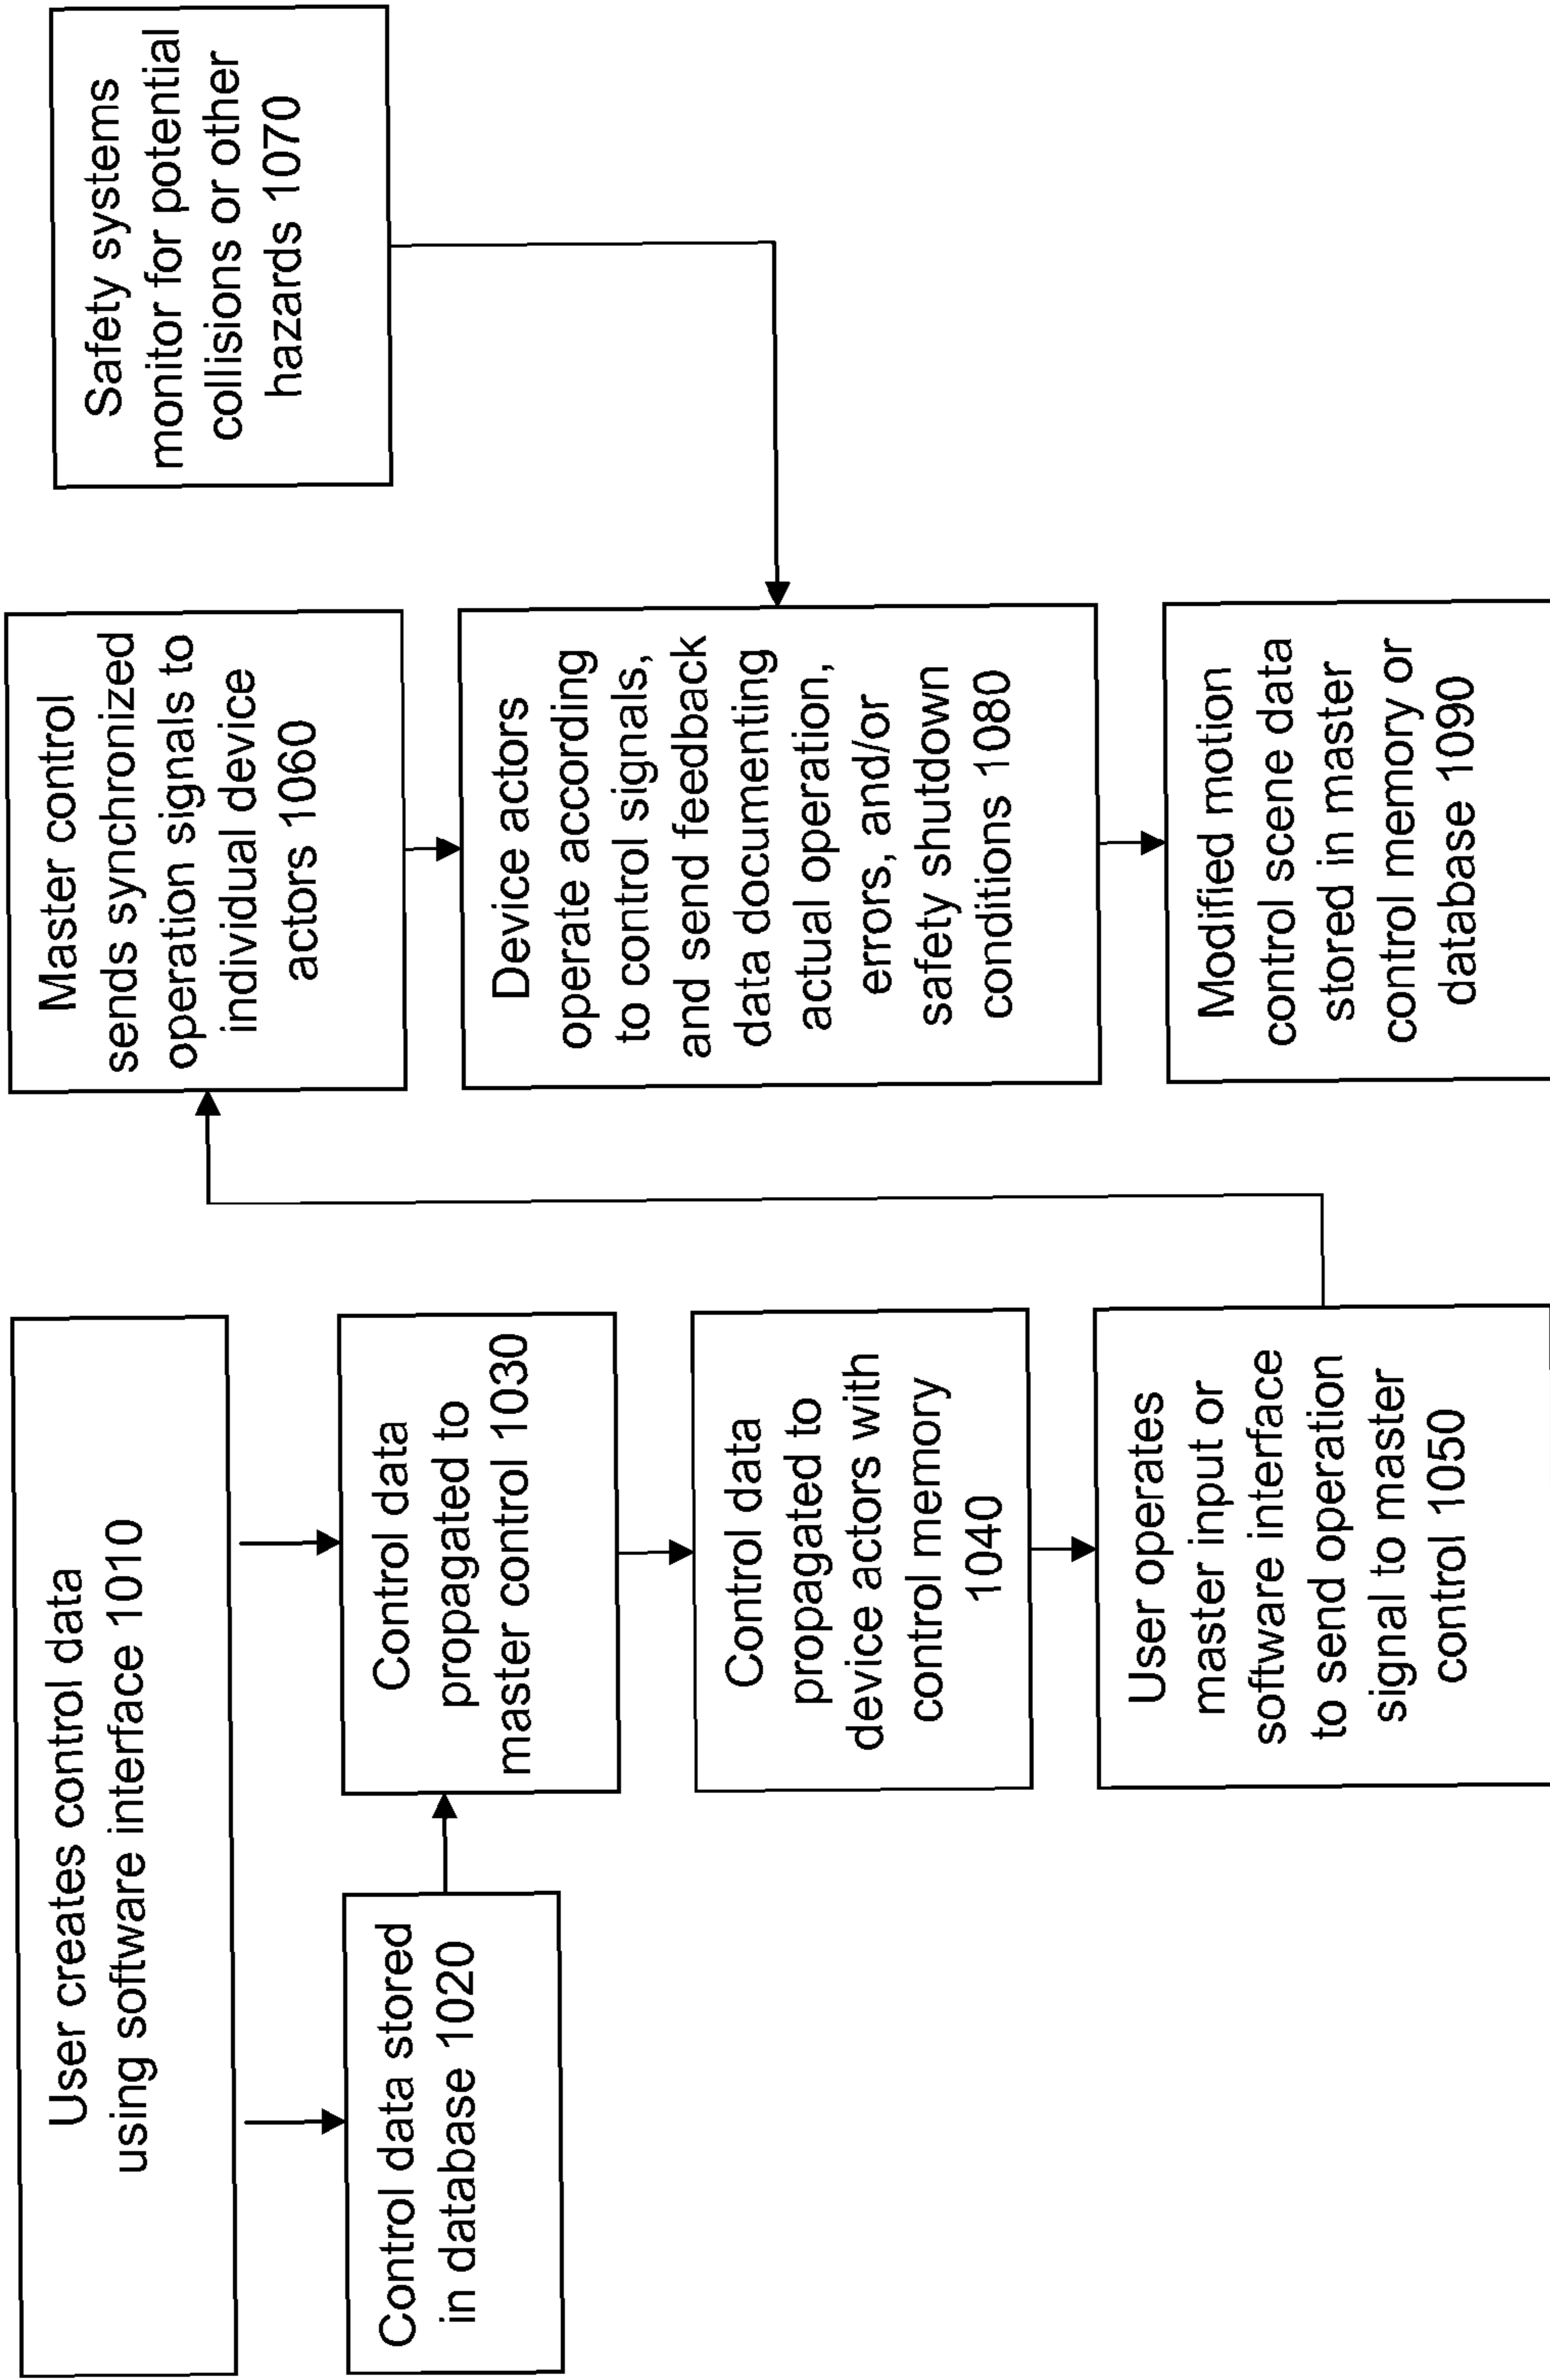 User creates control data
using software interface 1010
Control data stored
in database 1020
Control data
propagated to
master control 1030
Control data
propagated to
device actors with
control memory
1040
User operates
master input or
software interface
to send operation
signal to master
control 1050
Master control
sends synchronized
operation signals to
individual device
actors 1060
Safety systems
monitor for potential
collisions or other
hazards 1070
Device actors
operate according
to control signals,
and send feedback
data documenting
actual operation,
errors, and/or
safety shutdown
conditions 1080
Modified motion
control scene data
stored in master
control memory or
database 1090